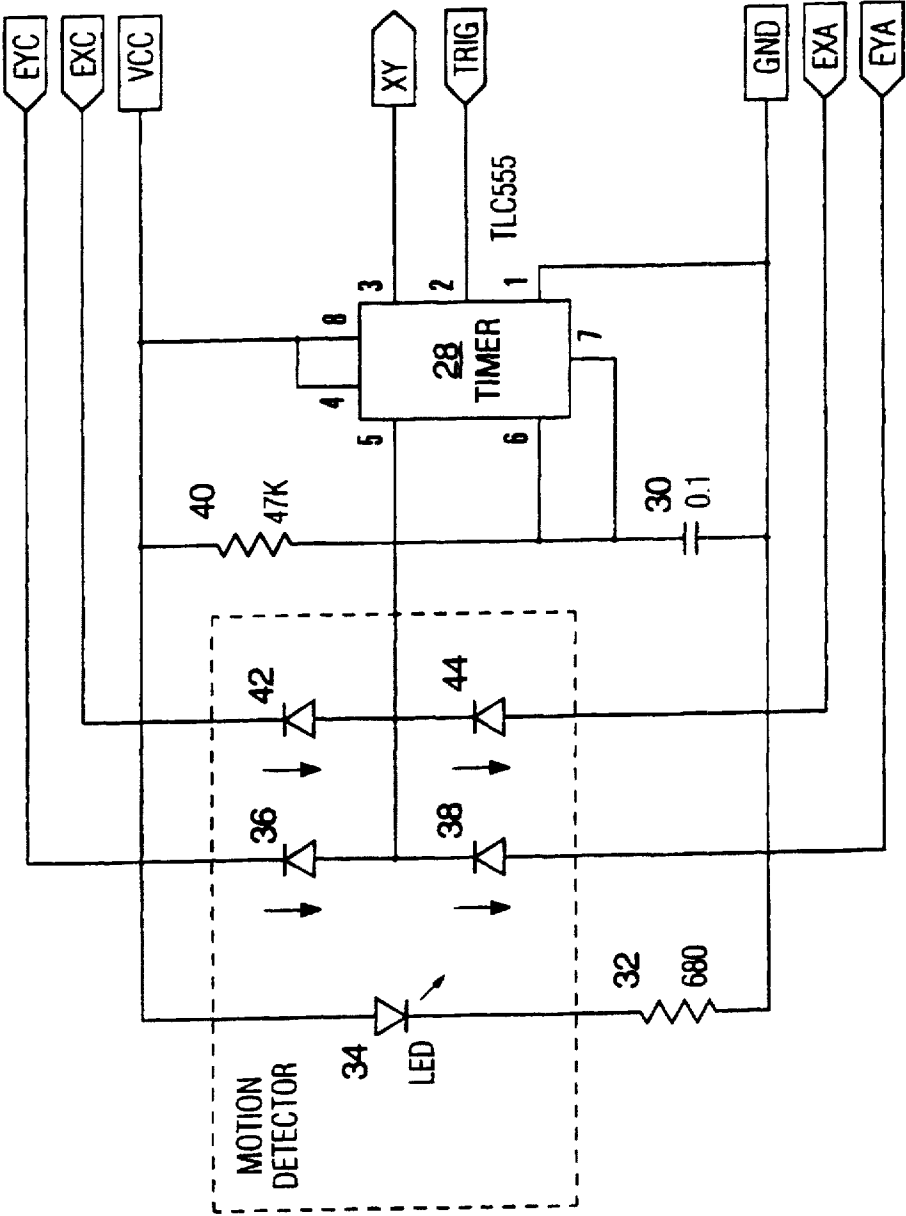 EYC
EXC
VCC
XY
TRIG
GND
EXA
EYA
TLC555
3
2
1
8
4
28
TIMER
7
5
6
40
47K
30
0.1
42
44
36
38
34
LED
32
680
MOTION
DETECTOR